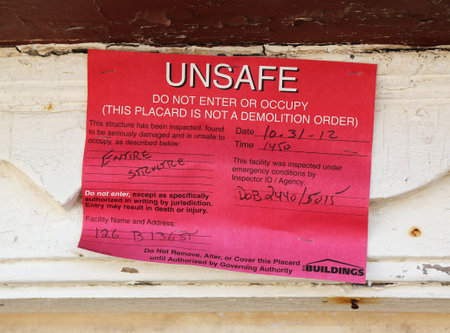 UNSAFE
DO NOT ENTER OR OCCUPY
(THIS PLACARD IS NOT A DEMOLITION ORDER)
This structure has been inspected, found
to be seriously damaged and is unsafe to
occupy, as described below:
ENTIRE
STRUCTRE
Do not enter, except as specifically
authorized in writing by jurisdiction.
Entry may result in death or injury.
Facility Name and Address:
126 B 136ST
Date 10.31-12
Time 1450
This facility was inspected under
emergency conditions by
Inspector ID / Agency:
DOB 2440/5015
Do Not Remove, Alter, or Cover this Placard
until Authorized by Governing Authority
BUILDINGS